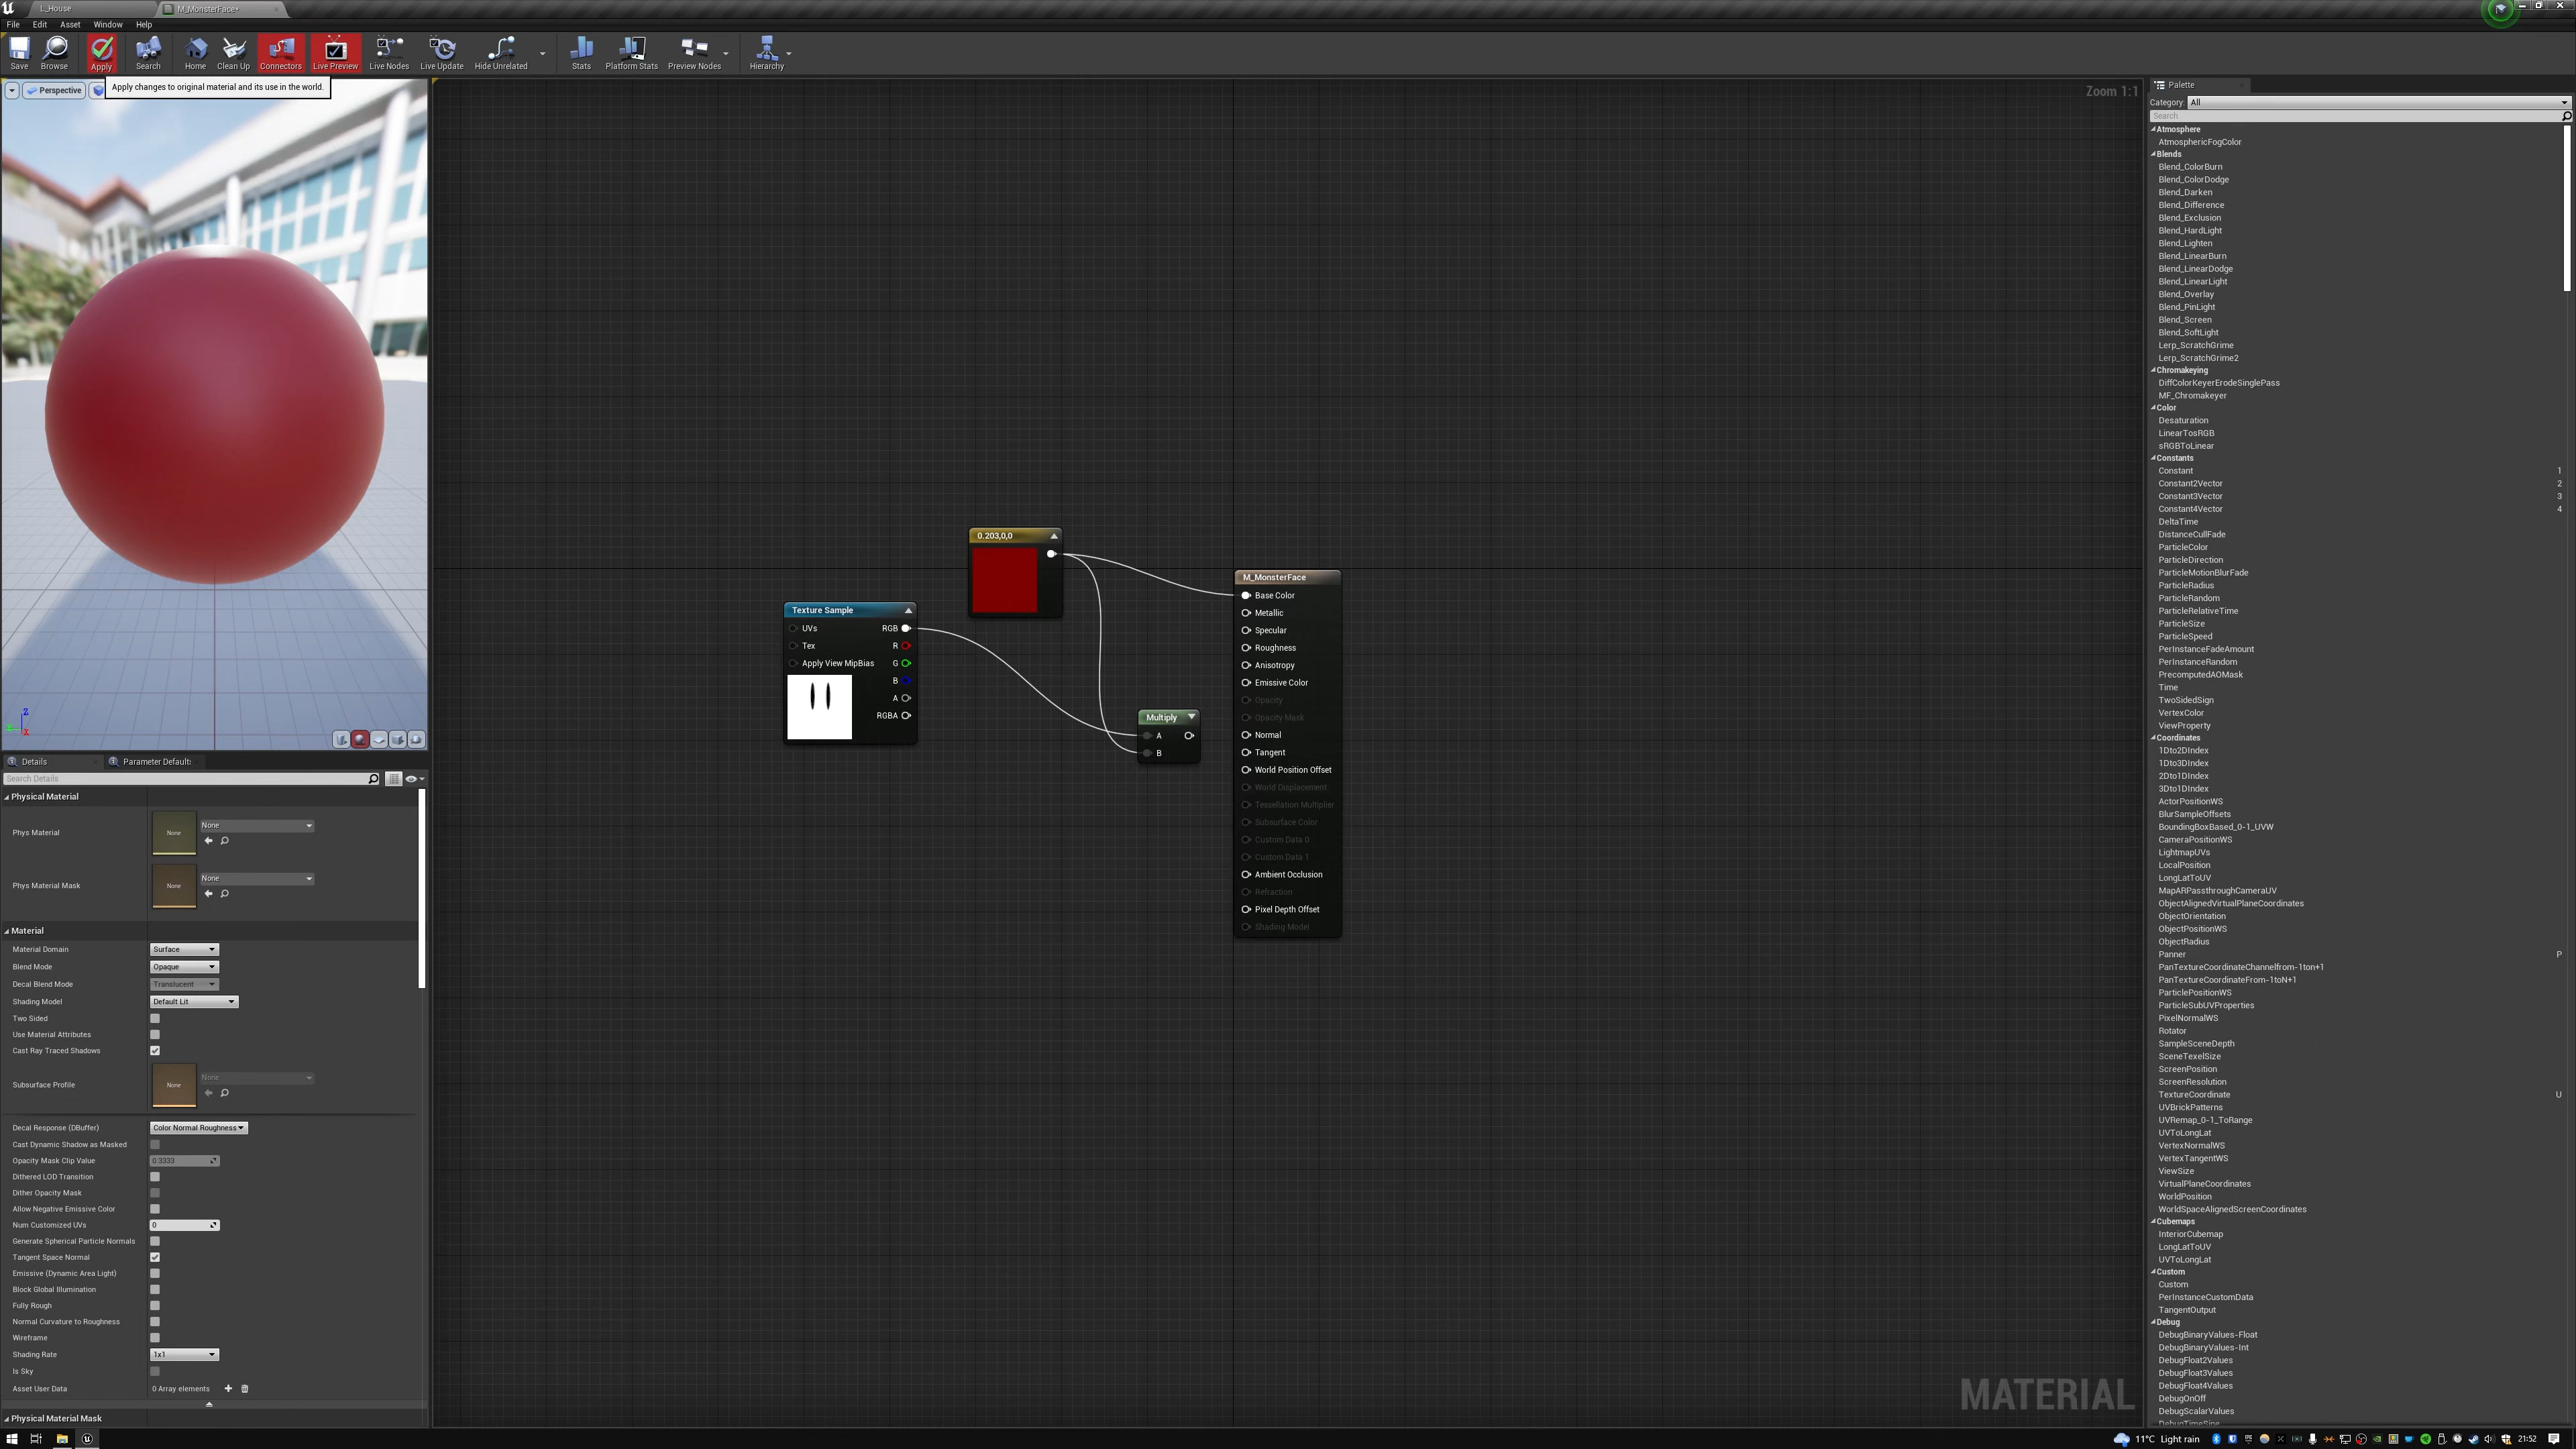 L_House
M_MonsterFace*
File Edit Asset Window Help
Save Browse Apply Search Home Clean Up Connectors Live Preview Live Nodes Live Update Hide Unrelated Stats Platform Stats Preview Nodes Hierarchy
Apply changes to original material and its use in the world.
Perspective
Zoom 1:1
0.203,0,0
Texture Sample
UVs RGB
Tex R
Apply View MipBias G
B
A
RGBA
Multiply
A
B
M_MonsterFace
Base Color
Metallic
Specular
Roughness
Anisotropy
Emissive Color
Opacity
Opacity Mask
Normal
Tangent
World Position Offset
World Displacement
Tessellation Multiplier
Subsurface Color
Custom Data 0
Custom Data 1
Ambient Occlusion
Refraction
Pixel Depth Offset
Shading Model
MATERIAL
Z
X
Details
Parameter Default
Search Details
Physical Material
Phys Material None None
Phys Material Mask None None
Material
Material Domain Surface
Blend Mode Opaque
Decal Blend Mode Translucent
Shading Model Default Lit
Two Sided
Use Material Attributes
Cast Ray Traced Shadows
Subsurface Profile None None
Decal Response (DBuffer) Color Normal Roughness
Cast Dynamic Shadow as Masked
Opacity Mask Clip Value 0.3333
Dithered LOD Transition
Dither Opacity Mask
Allow Negative Emissive Color
Num Customized UVs 0
Generate Spherical Particle Normals
Tangent Space Normal
Emissive (Dynamic Area Light)
Block Global Illumination
Fully Rough
Normal Curvature to Roughness
Wireframe
Shading Rate 1x1
Is Sky
Asset User Data 0 Array elements
Physical Material Mask
Palette
Category: All
Search
Atmosphere
AtmosphericFogColor
Blends
Blend_ColorBurn
Blend_ColorDodge
Blend_Darken
Blend_Difference
Blend_Exclusion
Blend_HardLight
Blend_Lighten
Blend_LinearBurn
Blend_LinearDodge
Blend_LinearLight
Blend_Overlay
Blend_PinLight
Blend_Screen
Blend_SoftLight
Lerp_ScratchGrime
Lerp_ScratchGrime2
Chromakeying
DiffColorKeyerErodeSinglePass
MF_Chromakeyer
Color
Desaturation
LinearTosRGB
sRGBToLinear
Constants
Constant 1
Constant2Vector 2
Constant3Vector 3
Constant4Vector 4
DeltaTime
DistanceCullFade
ParticleColor
ParticleDirection
ParticleMotionBlurFade
ParticleRadius
ParticleRandom
ParticleRelativeTime
ParticleSize
ParticleSpeed
PerInstanceFadeAmount
PerInstanceRandom
PrecomputedAOMask
Time
TwoSidedSign
VertexColor
ViewProperty
Coordinates
1Dto2DIndex
1Dto3DIndex
2Dto1DIndex
3Dto1DIndex
ActorPositionWS
BlurSampleOffsets
BoundingBoxBased_0-1_UVW
CameraPositionWS
LightmapUVs
LocalPosition
LongLatToUV
MapARPassthroughCameraUV
ObjectAlignedVirtualPlaneCoordinates
ObjectOrientation
ObjectPositionWS
ObjectRadius
Panner P
PanTextureCoordinateChannelfrom-1ton+1
PanTextureCoordinateFrom-1toN+1
ParticlePositionWS
ParticleSubUVProperties
PixelNormalWS
Rotator
SampleSceneDepth
SceneTexelSize
ScreenPosition
ScreenResolution
TextureCoordinate U
UVBrickPatterns
UVRemap_0-1_ToRange
UVToLongLat
VertexNormalWS
VertexTangentWS
ViewSize
VirtualPlaneCoordinates
WorldPosition
WorldSpaceAlignedScreenCoordinates
Cubemaps
InteriorCubemap
LongLatToUV
UVToLongLat
Custom
Custom
PerInstanceCustomData
TangentOutput
Debug
DebugBinaryValues-Float
DebugBinaryValues-Int
DebugFloat2Values
DebugFloat3Values
DebugFloat4Values
DebugOnOff
DebugScalarValues
DebugTimeSine
11°C Light rain
21:52